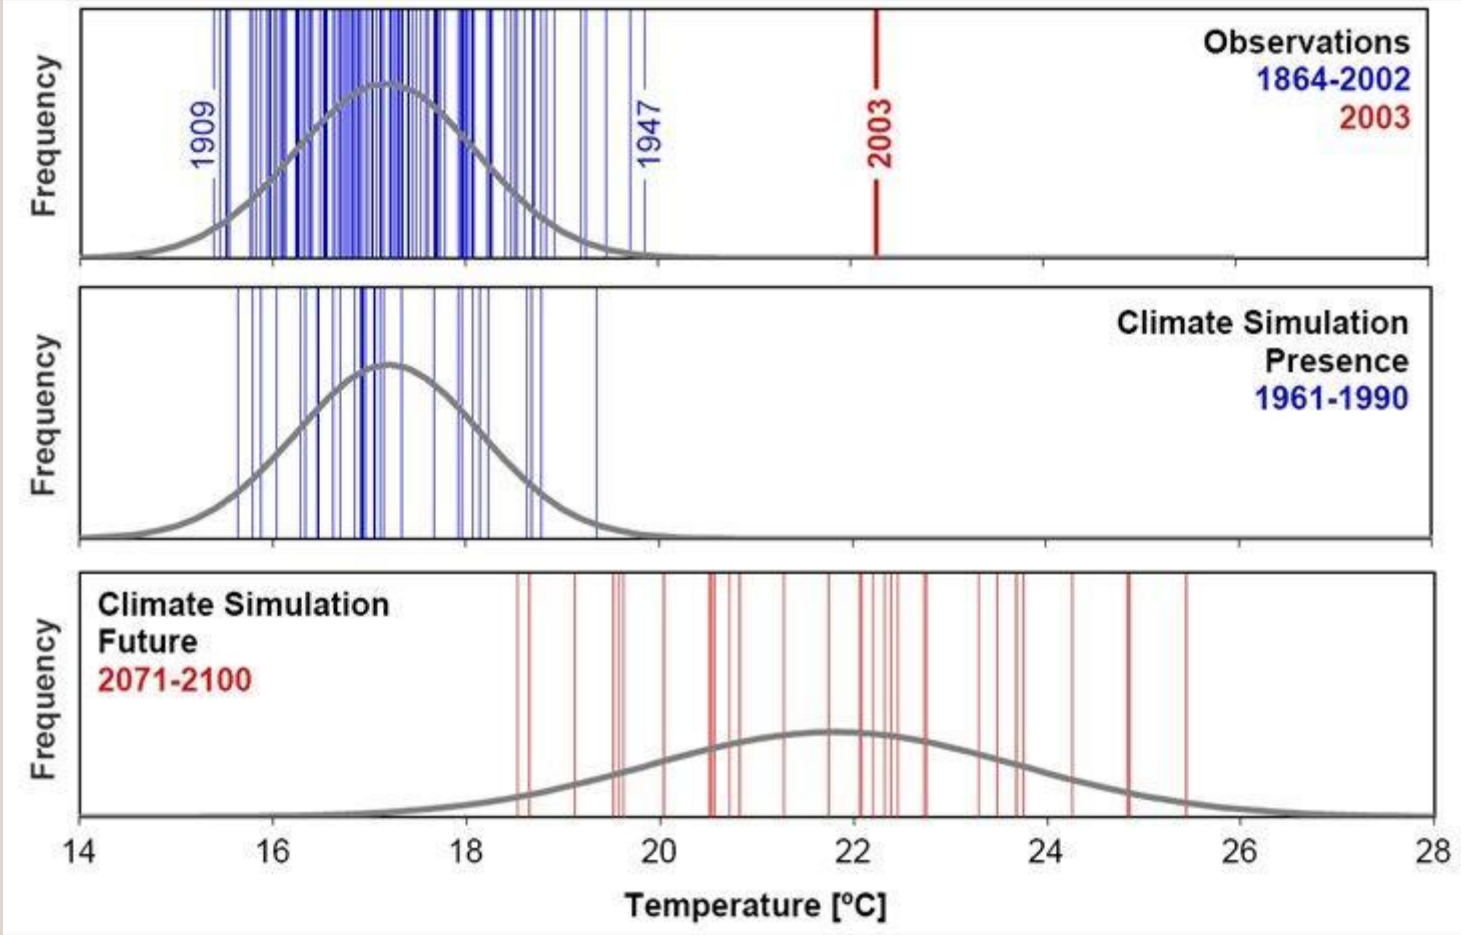 Frequency
1909
1947
2003
Observations
1864-2002
2003
Frequency
Climate Simulation
Presence
1961-1990
Frequency
Climate Simulation
Future
2071-2100
14 16 18 20 22 24 26 28
Temperature [ºC]